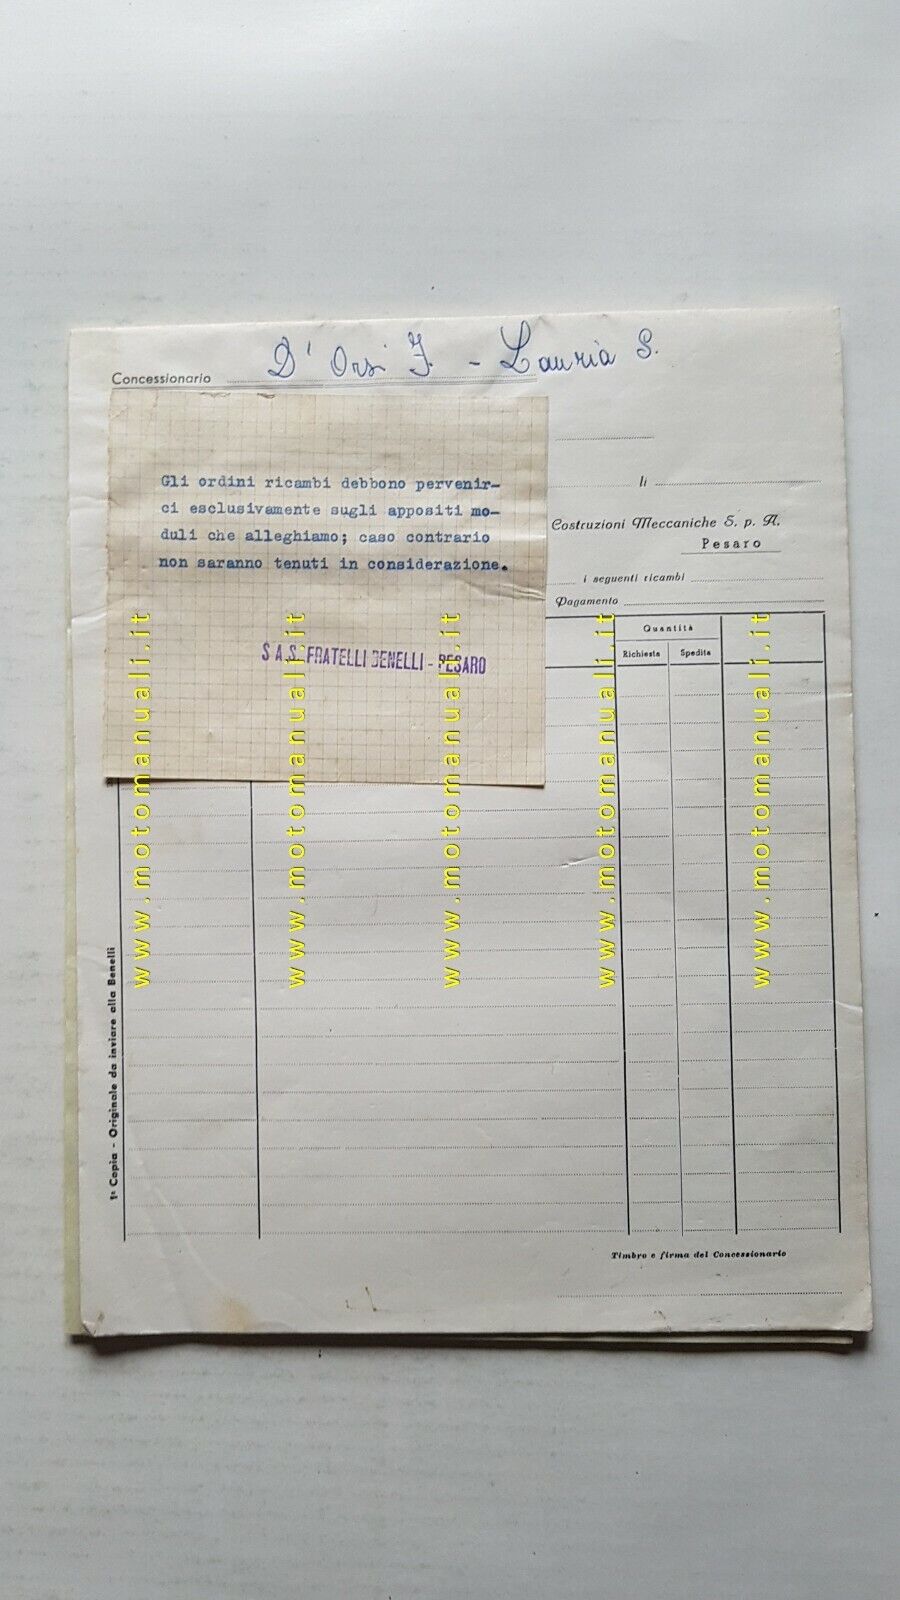 D' Orsi F. - Lauria S.
Concessionario
Gli ordini ricambi debbono pervenir-
ci esclusivamente sugli appositi mo-
duli che alleghiamo; caso contrario
non saranno tenuti in considerazione.
S.A.S. FRATELLI BENELLI - PESARO
li
Costruzioni Meccaniche S. p. A.
Pesaro
i seguenti ricambi
Pagamento
Quantità
Richiesta Spedita
www.motomanuali.it
www.motomanuali.it
www.motomanuali.it
www.motomanuali.it
www.motomanuali.it
1ª Copia - Originale da inviare alla Benelli
Timbro e firma del Concessionario